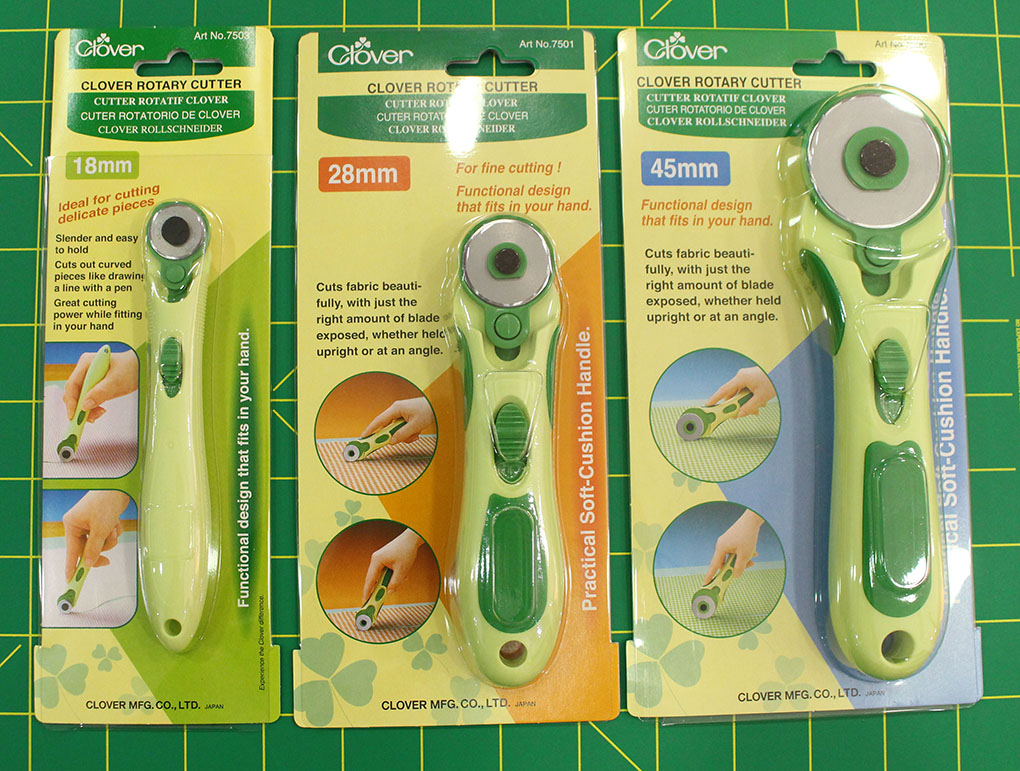 Clover
Art No.7503
CLOVER ROTARY CUTTER
CUTTER ROTATIF CLOVER
CUTER ROTATORIO DE CLOVER
CLOVER ROLLSCHNEIDER
18mm
Ideal for cutting
delicate pieces
Slender and easy
to hold
Cuts out curved
pieces like drawing
a line with a pen
Great cutting
power while fitting
in your hand
Functional design that fits in your hand.
Experience the Clover difference.
CLOVER MFG.CO.,LTD. JAPAN
Clover
Art No.7501
CLOVER ROTARY CUTTER
CUTTER ROTATIF CLOVER
CUTER ROTATORIO DE CLOVER
CLOVER ROLLSCHNEIDER
28mm
For fine cutting !
Functional design
that fits in your hand.
Cuts fabric beauti-
fully, with just the
right amount of blade
exposed, whether held
upright or at an angle.
Practical Soft-Cushion Handle.
CLOVER MFG.CO.,LTD. JAPAN
Clover
Art
CLOVER ROTARY CUTTER
CUTTER ROTATIF CLOVER
CUTER ROTATORIO DE CLOVER
CLOVER ROLLSCHNEIDER .
45mm
Functional design
that fits in your hand.
Cuts fabric beauti-
fully, with just the
right amount of blade
exposed, whether held
upright or at an angle.
Soft-Cushion Handle.
CLOVER MFG.CO.,LTD. JAPAN